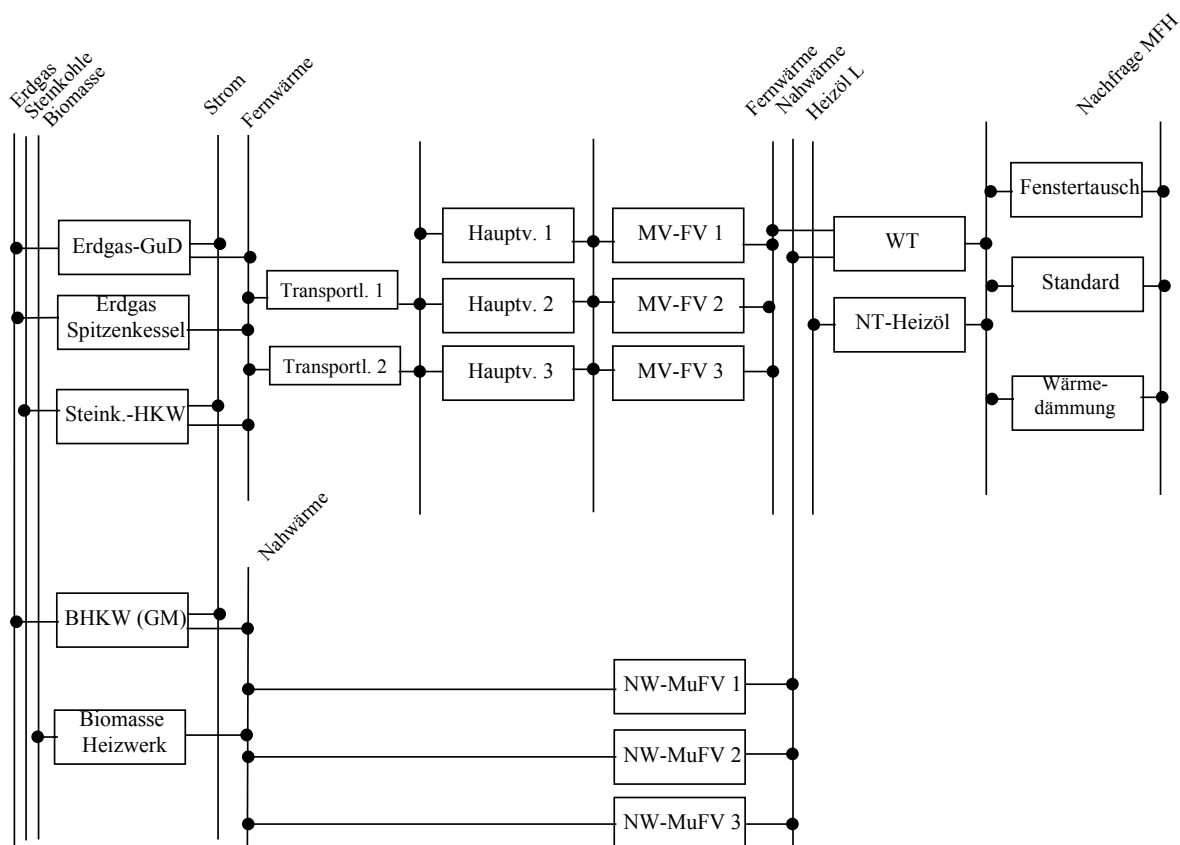 Erdgas
Steinkohle
Biomasse
Strom
Fernwärme
Fernwärme
Nahwärme
Heizöl L
Nachfrage MFH
Erdgas-GuD
Erdgas
Spitzenkessel
Steink.-HKW
Transportl. 1
Transportl. 2
Hauptv. 1
Hauptv. 2
Hauptv. 3
MV-FV 1
MV-FV 2
MV-FV 3
WT
NT-Heizöl
Fenstertausch
Standard
Wärme-
dämmung
Nahwärme
BHKW (GM)
Biomasse
Heizwerk
NW-MuFV 1
NW-MuFV 2
NW-MuFV 3